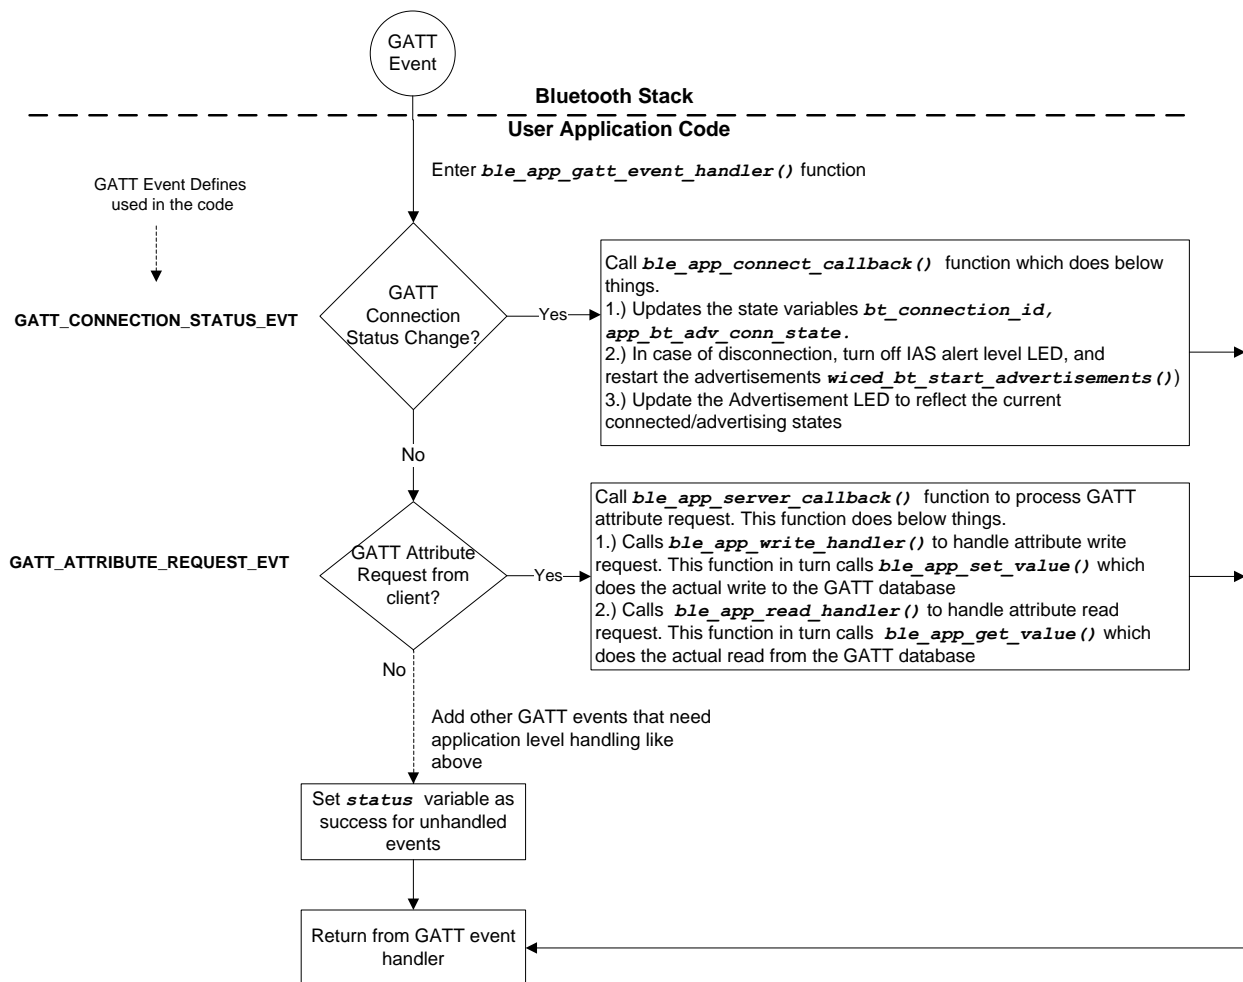 GATT
Event
Bluetooth Stack
User Application Code
Enter ble_app_gatt_event_handler() function
GATT Event Defines
used in the code
GATT_CONNECTION_STATUS_EVT
GATT
Connection
Status Change?
Yes
Call ble_app_connect_callback() function which does below
things.
1.) Updates the state variables bt_connection_id,
app_bt_adv_conn_state.
2.) In case of disconnection, turn off IAS alert level LED, and
restart the advertisements wiced_bt_start_advertisements())
3.) Update the Advertisement LED to reflect the current
connected/advertising states
No
GATT_ATTRIBUTE_REQUEST_EVT
GATT Attribute
Request from
client?
Yes
Call ble_app_server_callback() function to process GATT
attribute request. This function does below things.
1.) Calls ble_app_write_handler() to handle attribute write
request. This function in turn calls ble_app_set_value() which
does the actual write to the GATT database
2.) Calls ble_app_read_handler() to handle attribute read
request. This function in turn calls ble_app_get_value() which
does the actual read from the GATT database
No
Add other GATT events that need
application level handling like
above
Set status variable as
success for unhandled
events
Return from GATT event
handler